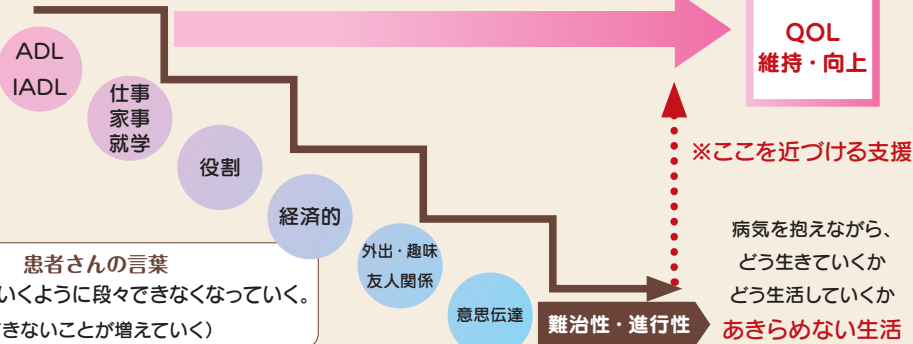 ADL
IADL
仕事
家事
就学
役割
経済的
外出・趣味
友人関係
意思伝達
難治性・進行性
QOL
維持・向上
※ここを近づける支援
病気を抱えながら、
どう生きていくか
どう生活していくか
あきらめない生活
患者さんの言葉
いくように段々できなくなっていく。
できないことが増えていく）